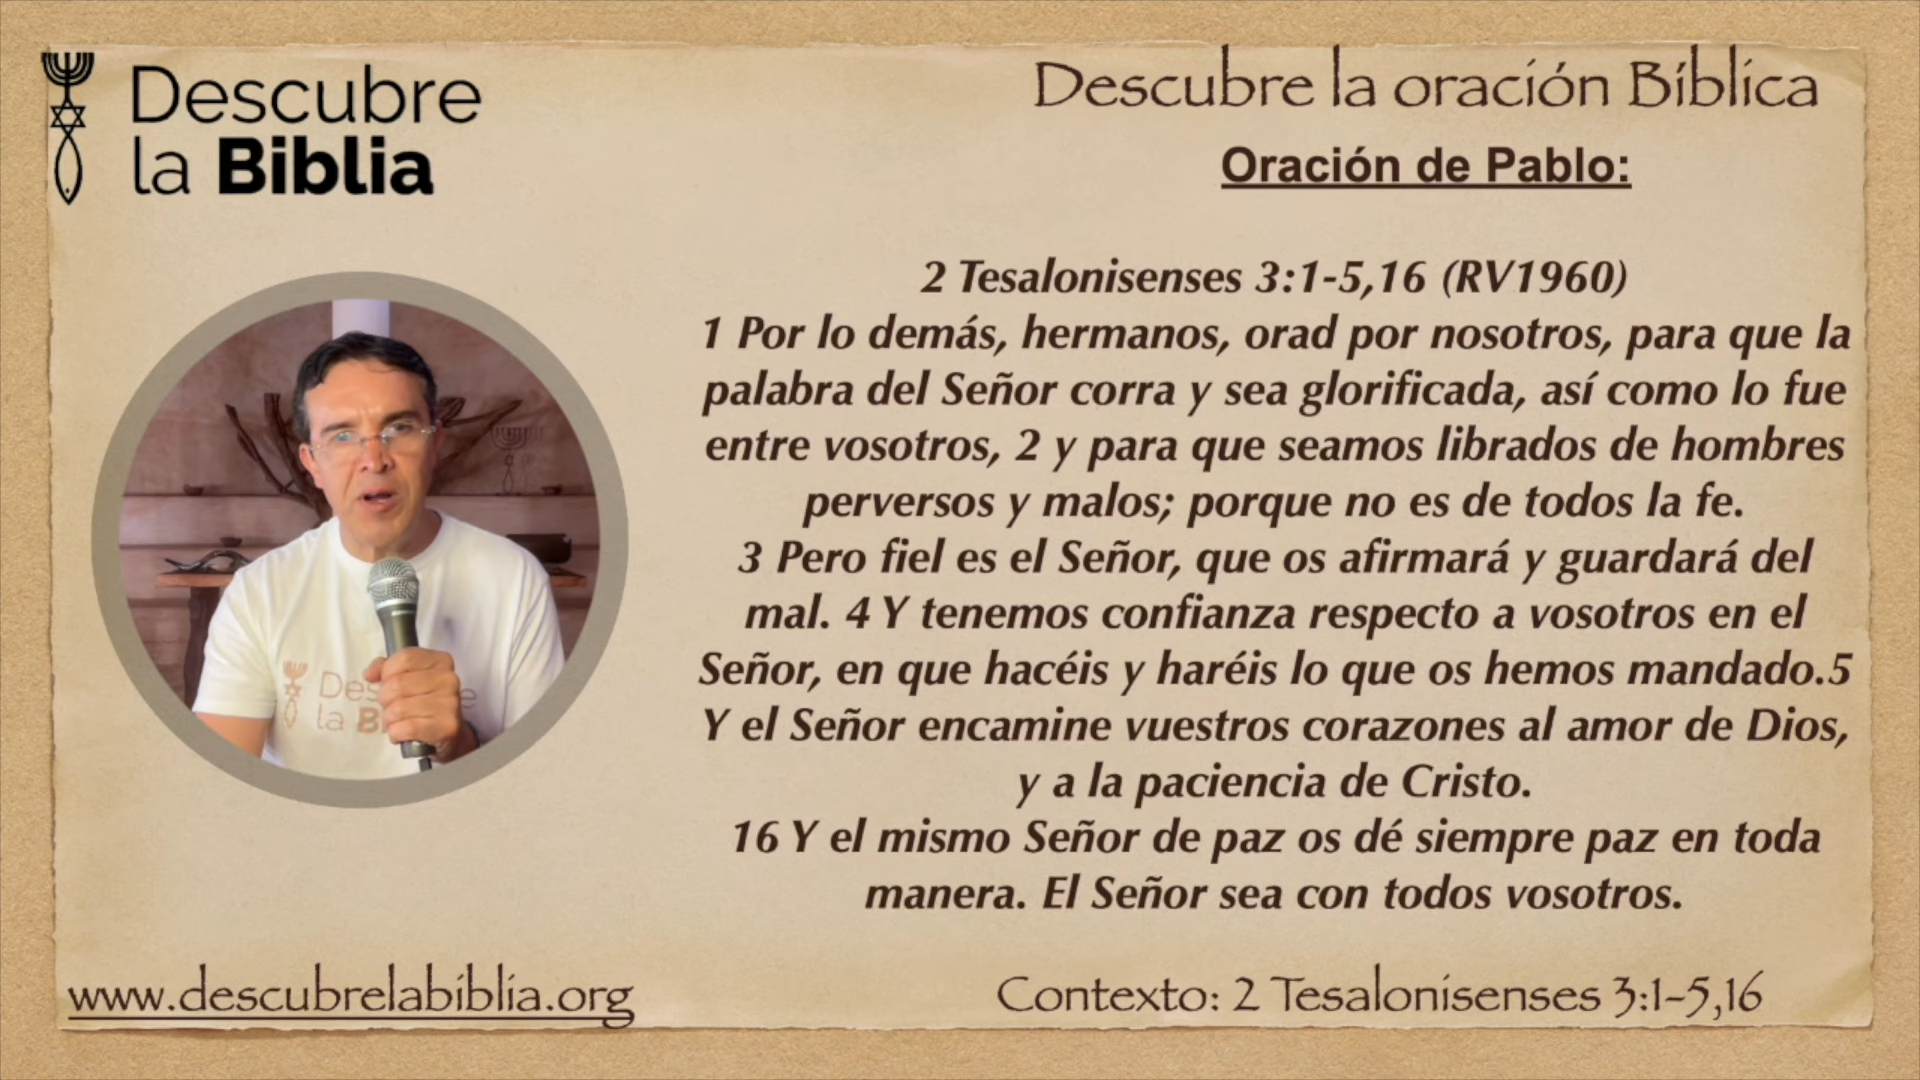 Descubre
la Biblia
Descubre la oración Bíblica
Oración de Pablo:
2 Tesalonisenses 3:1-5,16 (RV1960)
1 Por lo demás, hermanos, orad por nosotros, para que la
palabra del Señor corra y sea glorificada, así como lo fue
entre vosotros, 2 y para que seamos librados de hombres
perversos y malos; porque no es de todos la fe.
3 Pero fiel es el Señor, que os afirmará y guardará del
mal. 4 Y tenemos confianza respecto a vosotros en el
Señor, en que hacéis y haréis lo que os hemos mandado.5
Y el Señor encamine vuestros corazones al amor de Dios,
y a la paciencia de Cristo.
16 Y el mismo Señor de paz os dé siempre paz en toda
manera. El Señor sea con todos vosotros.
www.descubrelabiblia.org
Contexto: 2 Tesalonisenses 3:1-5,16